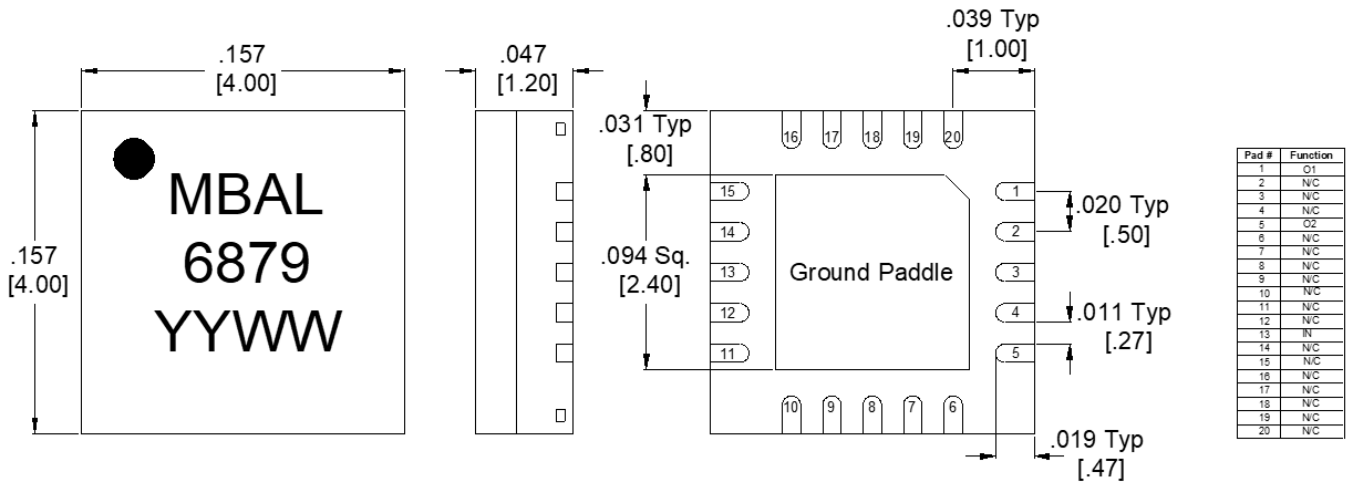 .157
[4.00]
.157
[4.00]
MBAL
6879
YYWW
.047
[1.20]
.039 Typ
[1.00]
.031 Typ
[.80]
.094 Sq.
[2.40]
16 17 18 19 20
15
14
13
12
11
Ground Paddle
1
2
3
4
5
10 9 8 7 6
.020 Typ
[.50]
.011 Typ
[.27]
.019 Typ
[.47]
Pad # Function
1 O1
2 N/C
3 N/C
4 N/C
5 O2
6 N/C
7 N/C
8 N/C
9 N/C
10 N/C
11 N/C
12 N/C
13 IN
14 N/C
15 N/C
16 N/C
17 N/C
18 N/C
19 N/C
20 N/C